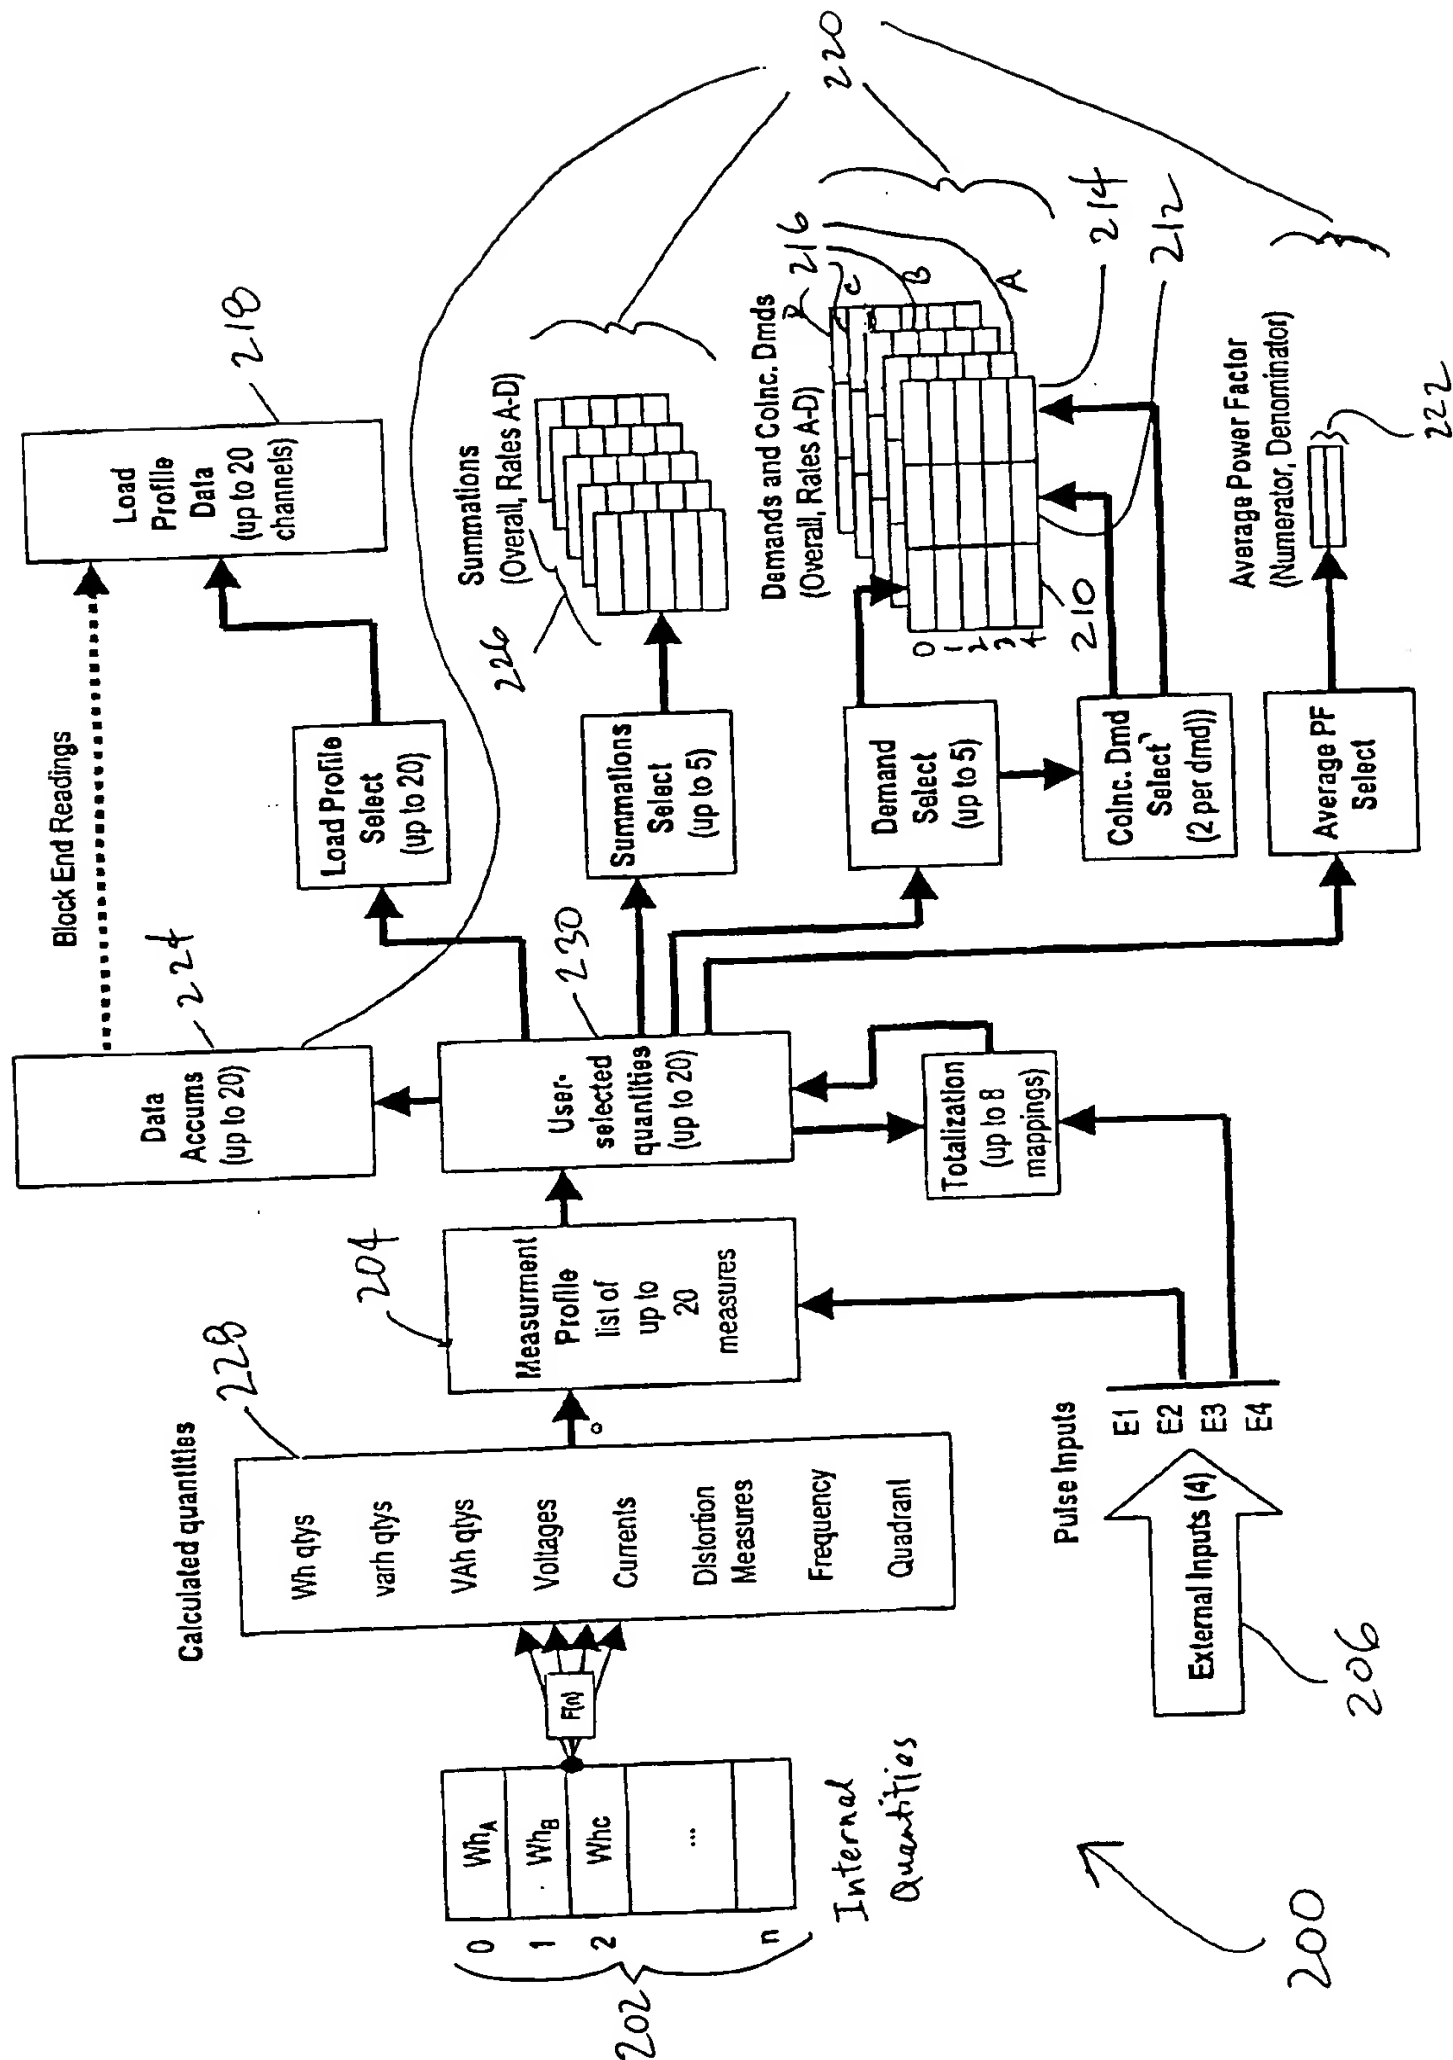 Block End Readings
224
Data
Accums
(up to 20)
Load
Profile
Data
(up to 20
channels)
218
Load Profile
Select
(up to 20)
220
Calculated quantities
228
Wh qtys
varh qtys
VAh qtys
Voltages
Currents
Distortion
Measures
Frequency
Quadrant
204
Measurment
Profile
list of
up to
20
measures
User-
selected
quantities
(up to 20)
230
Summations
Select
(up to 5)
Summations
(Overall, Rates A-D)
226
0
1
2
n
WhA
WhB
Whc
...
F(n)
202
Internal
Quantities
Totalization
(up to 8
mappings)
Demand
Select
(up to 5)
Demands and CoInc. Dmds
(Overall, Rates A-D)
D
C
B
A
216
0
1
2
3
4
210
214
212
CoInc. Dmd
Select
(2 per dmd))
Pulse Inputs
E1
E2
E3
E4
External Inputs (4)
206
Average PF
Select
Average Power Factor
(Numerator, Denominator)
222
200